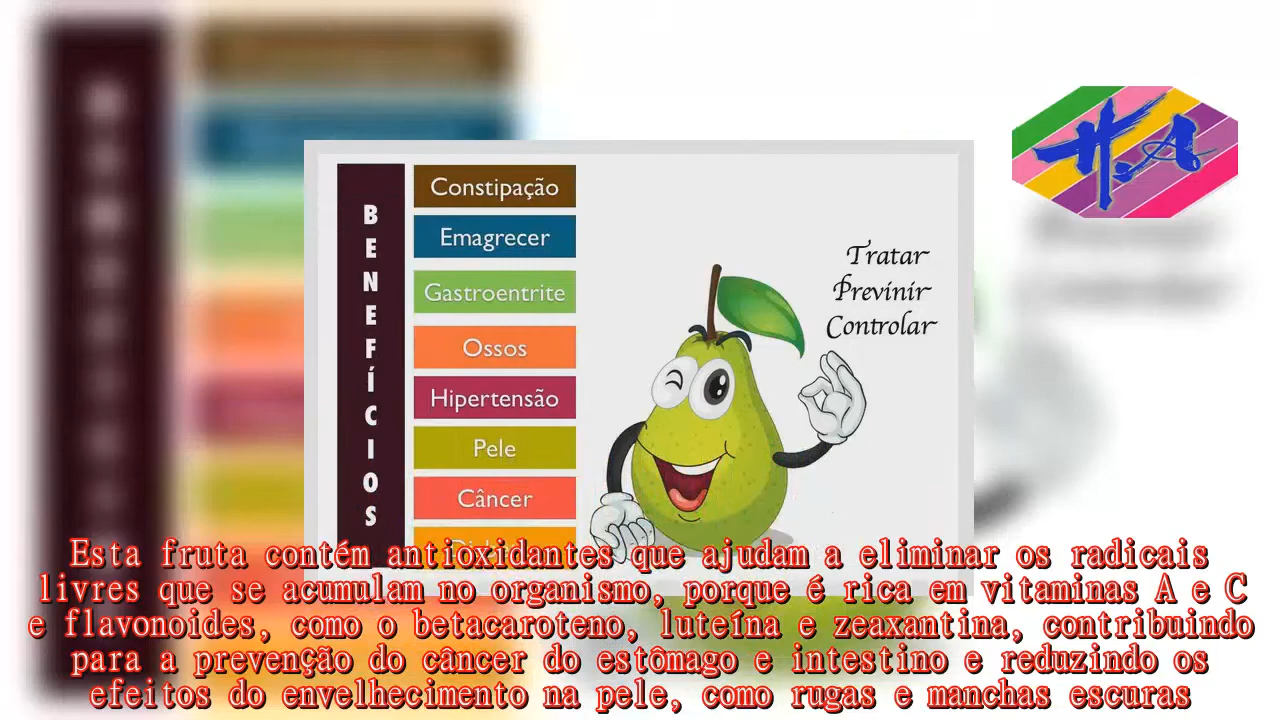 H.A
BENEFÍCIOS
Constipação
Emagrecer
Gastroentrite
Ossos
Hipertensão
Pele
Câncer
Tratar
Previnir
Controlar
Esta fruta contém antioxidantes que ajudam a eliminar os radicais
livres que se acumulam no organismo, porque é rica em vitaminas A e C
e flavonoides, como o betacaroteno, luteína e zeaxantina, contribuindo
para a prevenção do câncer do estômago e intestino e reduzindo os
efeitos do envelhecimento na pele, como rugas e manchas escuras